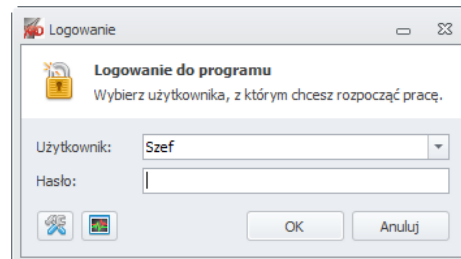 Logowanie
Logowanie do programu
Wybierz użytkownika, z którym chcesz rozpocząć pracę.
Użytkownik: Szef
Hasło:
OK Anuluj